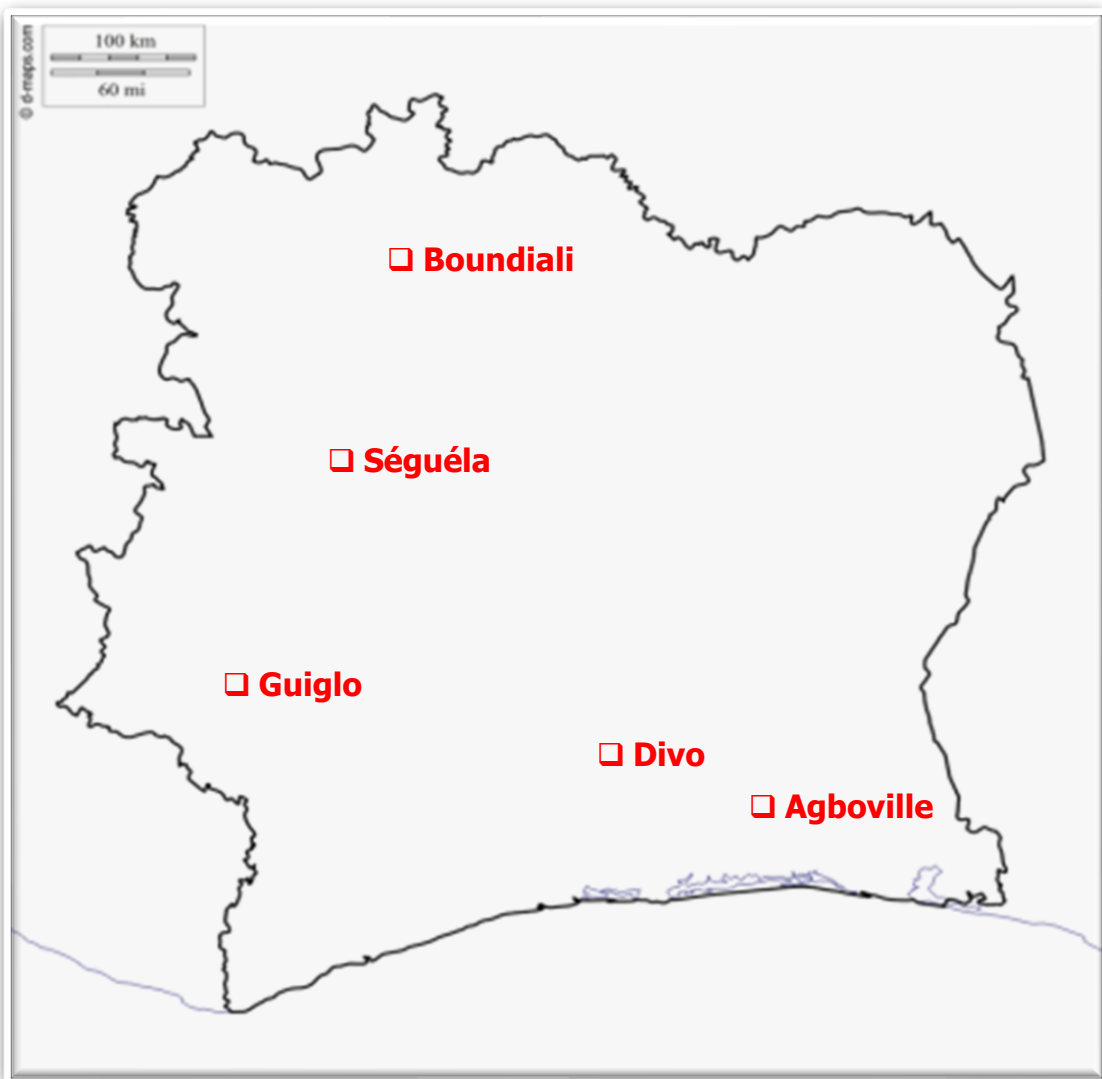 © d-maps.com
100 km
60 mi
❑ Boundiali
❑ Séguéla
❑ Guiglo
❑ Divo
❑ Agboville